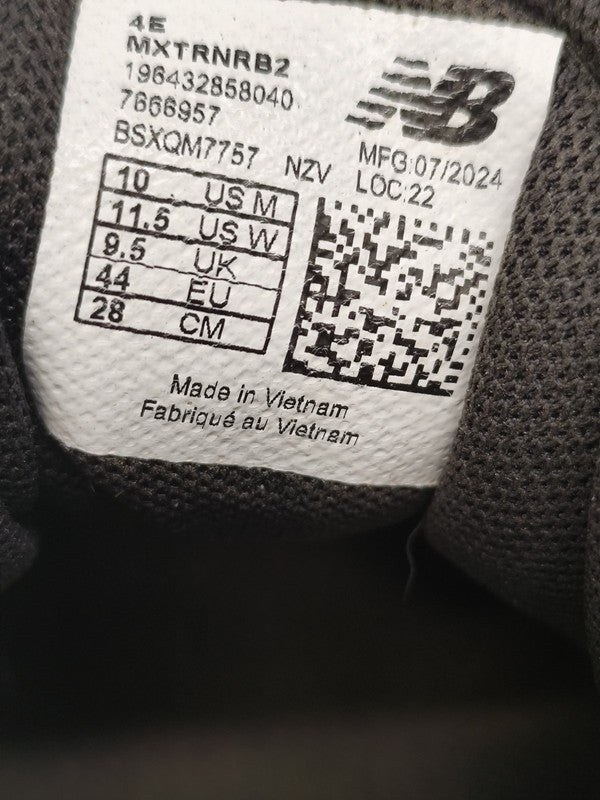 4E
MXTRNRB2
196432858040
7666957
BSXQM7757 NZV
NB
MFG:07/2024
LOC:22
10 US M
11.5 US W
9.5 UK
44 EU
28 CM
Made in Vietnam
Fabriqué au Vietnam